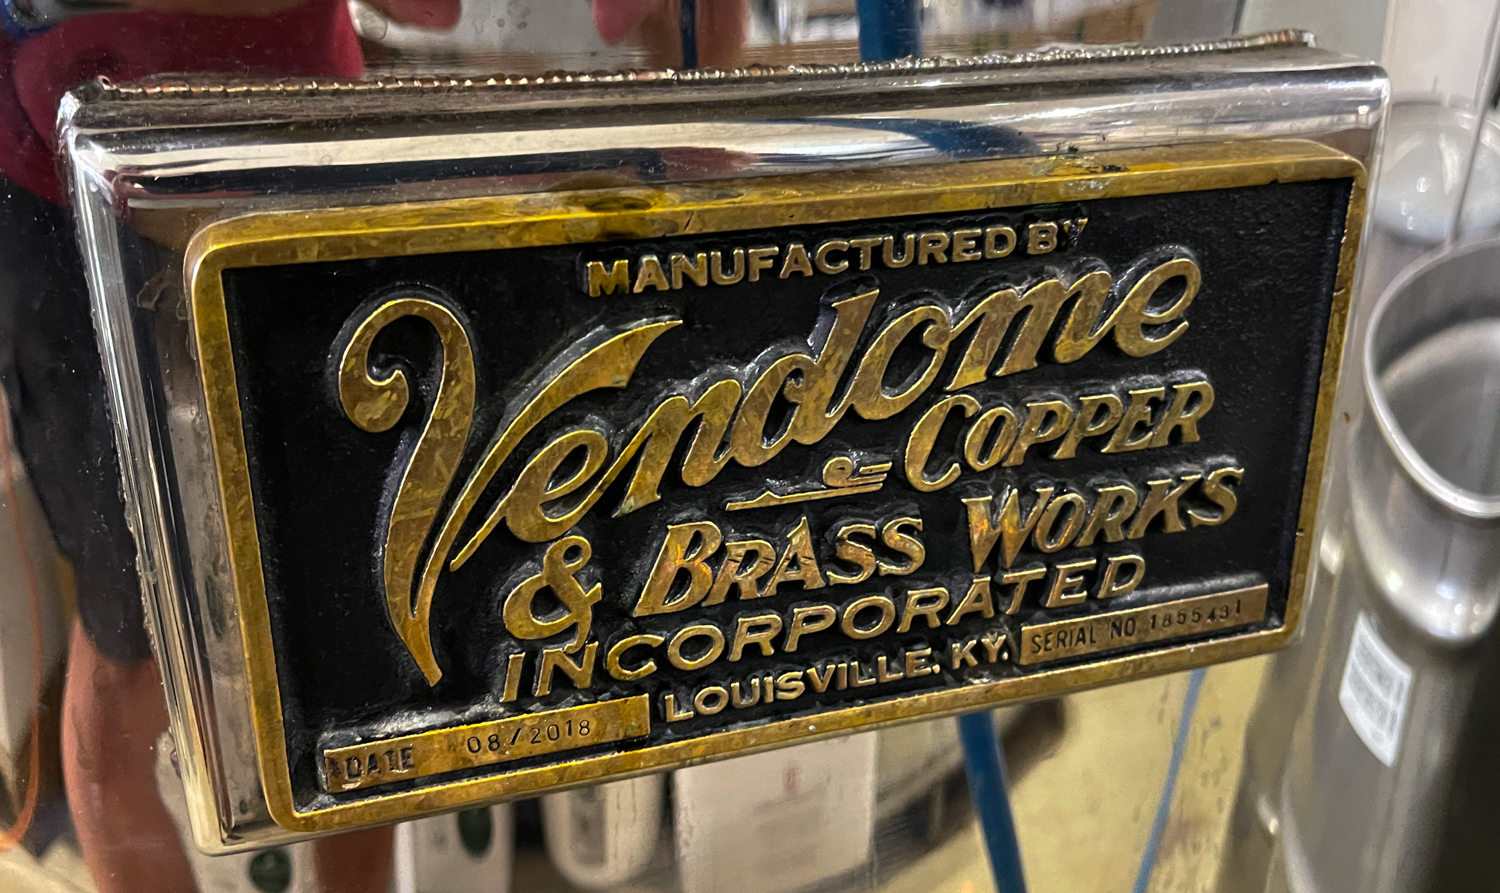 MANUFACTURED BY
Vendome
COPPER
& BRASS WORKS
INCORPORATED
LOUISVILLE, KY.
SERIAL NO. 1855431
DATE 08/2018